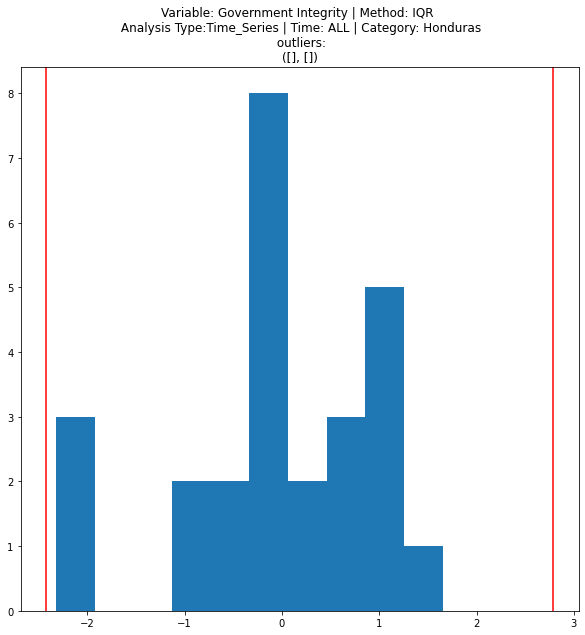 Variable: Government Integrity | Method: IQR
Analysis Type:Time_Series | Time: ALL | Category: Honduras
outliers:
([], [])
8
7
6
5
4
3
2
1
0
−2 −1 0 1 2 3